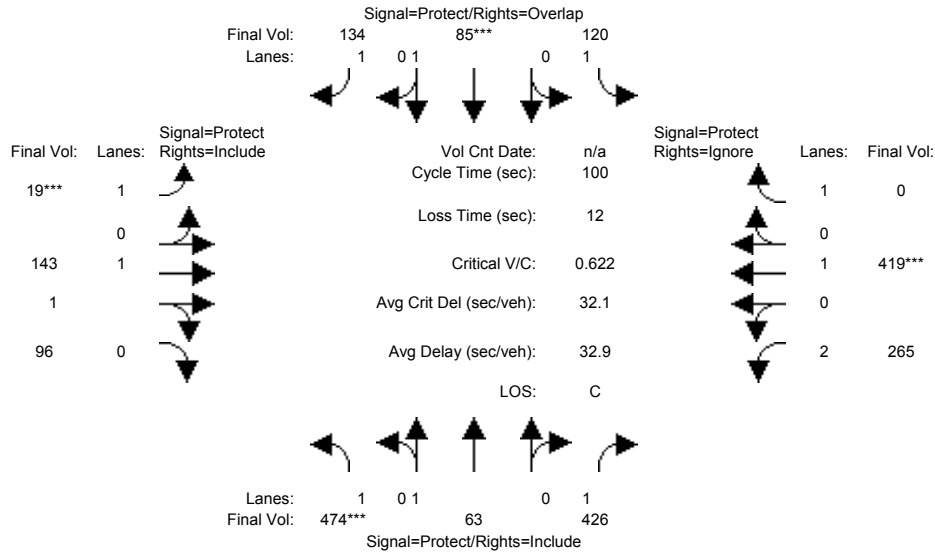 Signal=Protect/Rights=Overlap
Final Vol: 134 85*** 120
Lanes: 1 0 1 0 1
Signal=Protect Signal=Protect
Final Vol: Lanes: Rights=Include Vol Cnt Date: n/a Rights=Ignore Lanes: Final Vol:
Cycle Time (sec): 100
19*** 1 1 0
Loss Time (sec): 12
0 0
143 1 Critical V/C: 0.622 1 419***
1 0 Avg Crit Del (sec/veh): 32.1 0
96 0 Avg Delay (sec/veh): 32.9 2 265
LOS: C
Lanes: 1 0 1 0 1
Final Vol: 474*** 63 426
Signal=Protect/Rights=Include